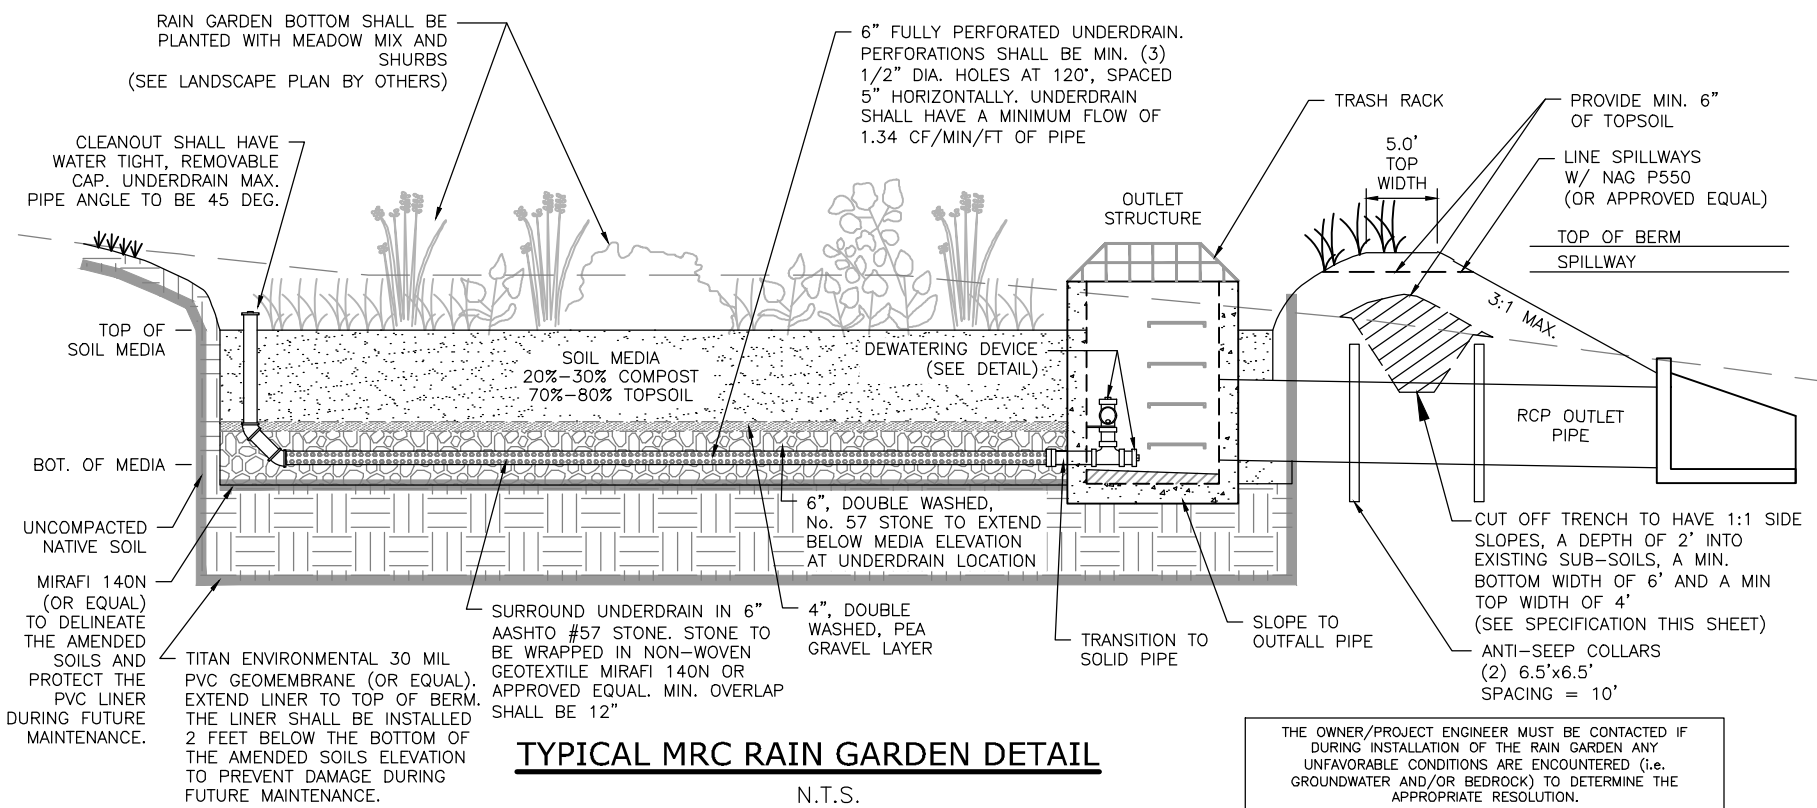 RAIN GARDEN BOTTOM SHALL BE
PLANTED WITH MEADOW MIX AND
SHURBS
(SEE LANDSCAPE PLAN BY OTHERS)
6” FULLY PERFORATED UNDERDRAIN.
PERFORATIONS SHALL BE MIN. (3)
1/2” DIA. HOLES AT 120°, SPACED
5” HORIZONTALLY. UNDERDRAIN
SHALL HAVE A MINIMUM FLOW OF
1.34 CF/MIN/FT OF PIPE
CLEANOUT SHALL HAVE
WATER TIGHT, REMOVABLE
CAP. UNDERDRAIN MAX.
PIPE ANGLE TO BE 45 DEG.
TRASH RACK
PROVIDE MIN. 6”
OF TOPSOIL
5.0’
TOP
WIDTH
LINE SPILLWAYS
W/ NAG P550
(OR APPROVED EQUAL)
OUTLET
STRUCTURE
TOP OF BERM
SPILLWAY
3:1 MAX.
TOP OF
SOIL MEDIA
SOIL MEDIA
20%-30% COMPOST
70%-80% TOPSOIL
DEWATERING DEVICE
(SEE DETAIL)
RCP OUTLET
PIPE
BOT. OF MEDIA
UNCOMPACTED
NATIVE SOIL
6”, DOUBLE WASHED,
No. 57 STONE TO EXTEND
BELOW MEDIA ELEVATION
AT UNDERDRAIN LOCATION
CUT OFF TRENCH TO HAVE 1:1 SIDE
SLOPES, A DEPTH OF 2’ INTO
EXISTING SUB-SOILS, A MIN.
BOTTOM WIDTH OF 6’ AND A MIN
TOP WIDTH OF 4’
(SEE SPECIFICATION THIS SHEET)
MIRAFI 140N
(OR EQUAL)
TO DELINEATE
THE AMENDED
SOILS AND
PROTECT THE
PVC LINER
DURING FUTURE
MAINTENANCE.
TITAN ENVIRONMENTAL 30 MIL
PVC GEOMEMBRANE (OR EQUAL).
EXTEND LINER TO TOP OF BERM.
THE LINER SHALL BE INSTALLED
2 FEET BELOW THE BOTTOM OF
THE AMENDED SOILS ELEVATION
TO PREVENT DAMAGE DURING
FUTURE MAINTENANCE.
SURROUND UNDERDRAIN IN 6”
AASHTO #57 STONE. STONE TO
BE WRAPPED IN NON-WOVEN
GEOTEXTILE MIRAFI 140N OR
APPROVED EQUAL. MIN. OVERLAP
SHALL BE 12”
4”, DOUBLE
WASHED, PEA
GRAVEL LAYER
TRANSITION TO
SOLID PIPE
SLOPE TO
OUTFALL PIPE
ANTI-SEEP COLLARS
(2) 6.5’x6.5’
SPACING = 10’
TYPICAL MRC RAIN GARDEN DETAIL
N.T.S.
THE OWNER/PROJECT ENGINEER MUST BE CONTACTED IF
DURING INSTALLATION OF THE RAIN GARDEN ANY
UNFAVORABLE CONDITIONS ARE ENCOUNTERED (i.e.
GROUNDWATER AND/OR BEDROCK) TO DETERMINE THE
APPROPRIATE RESOLUTION.